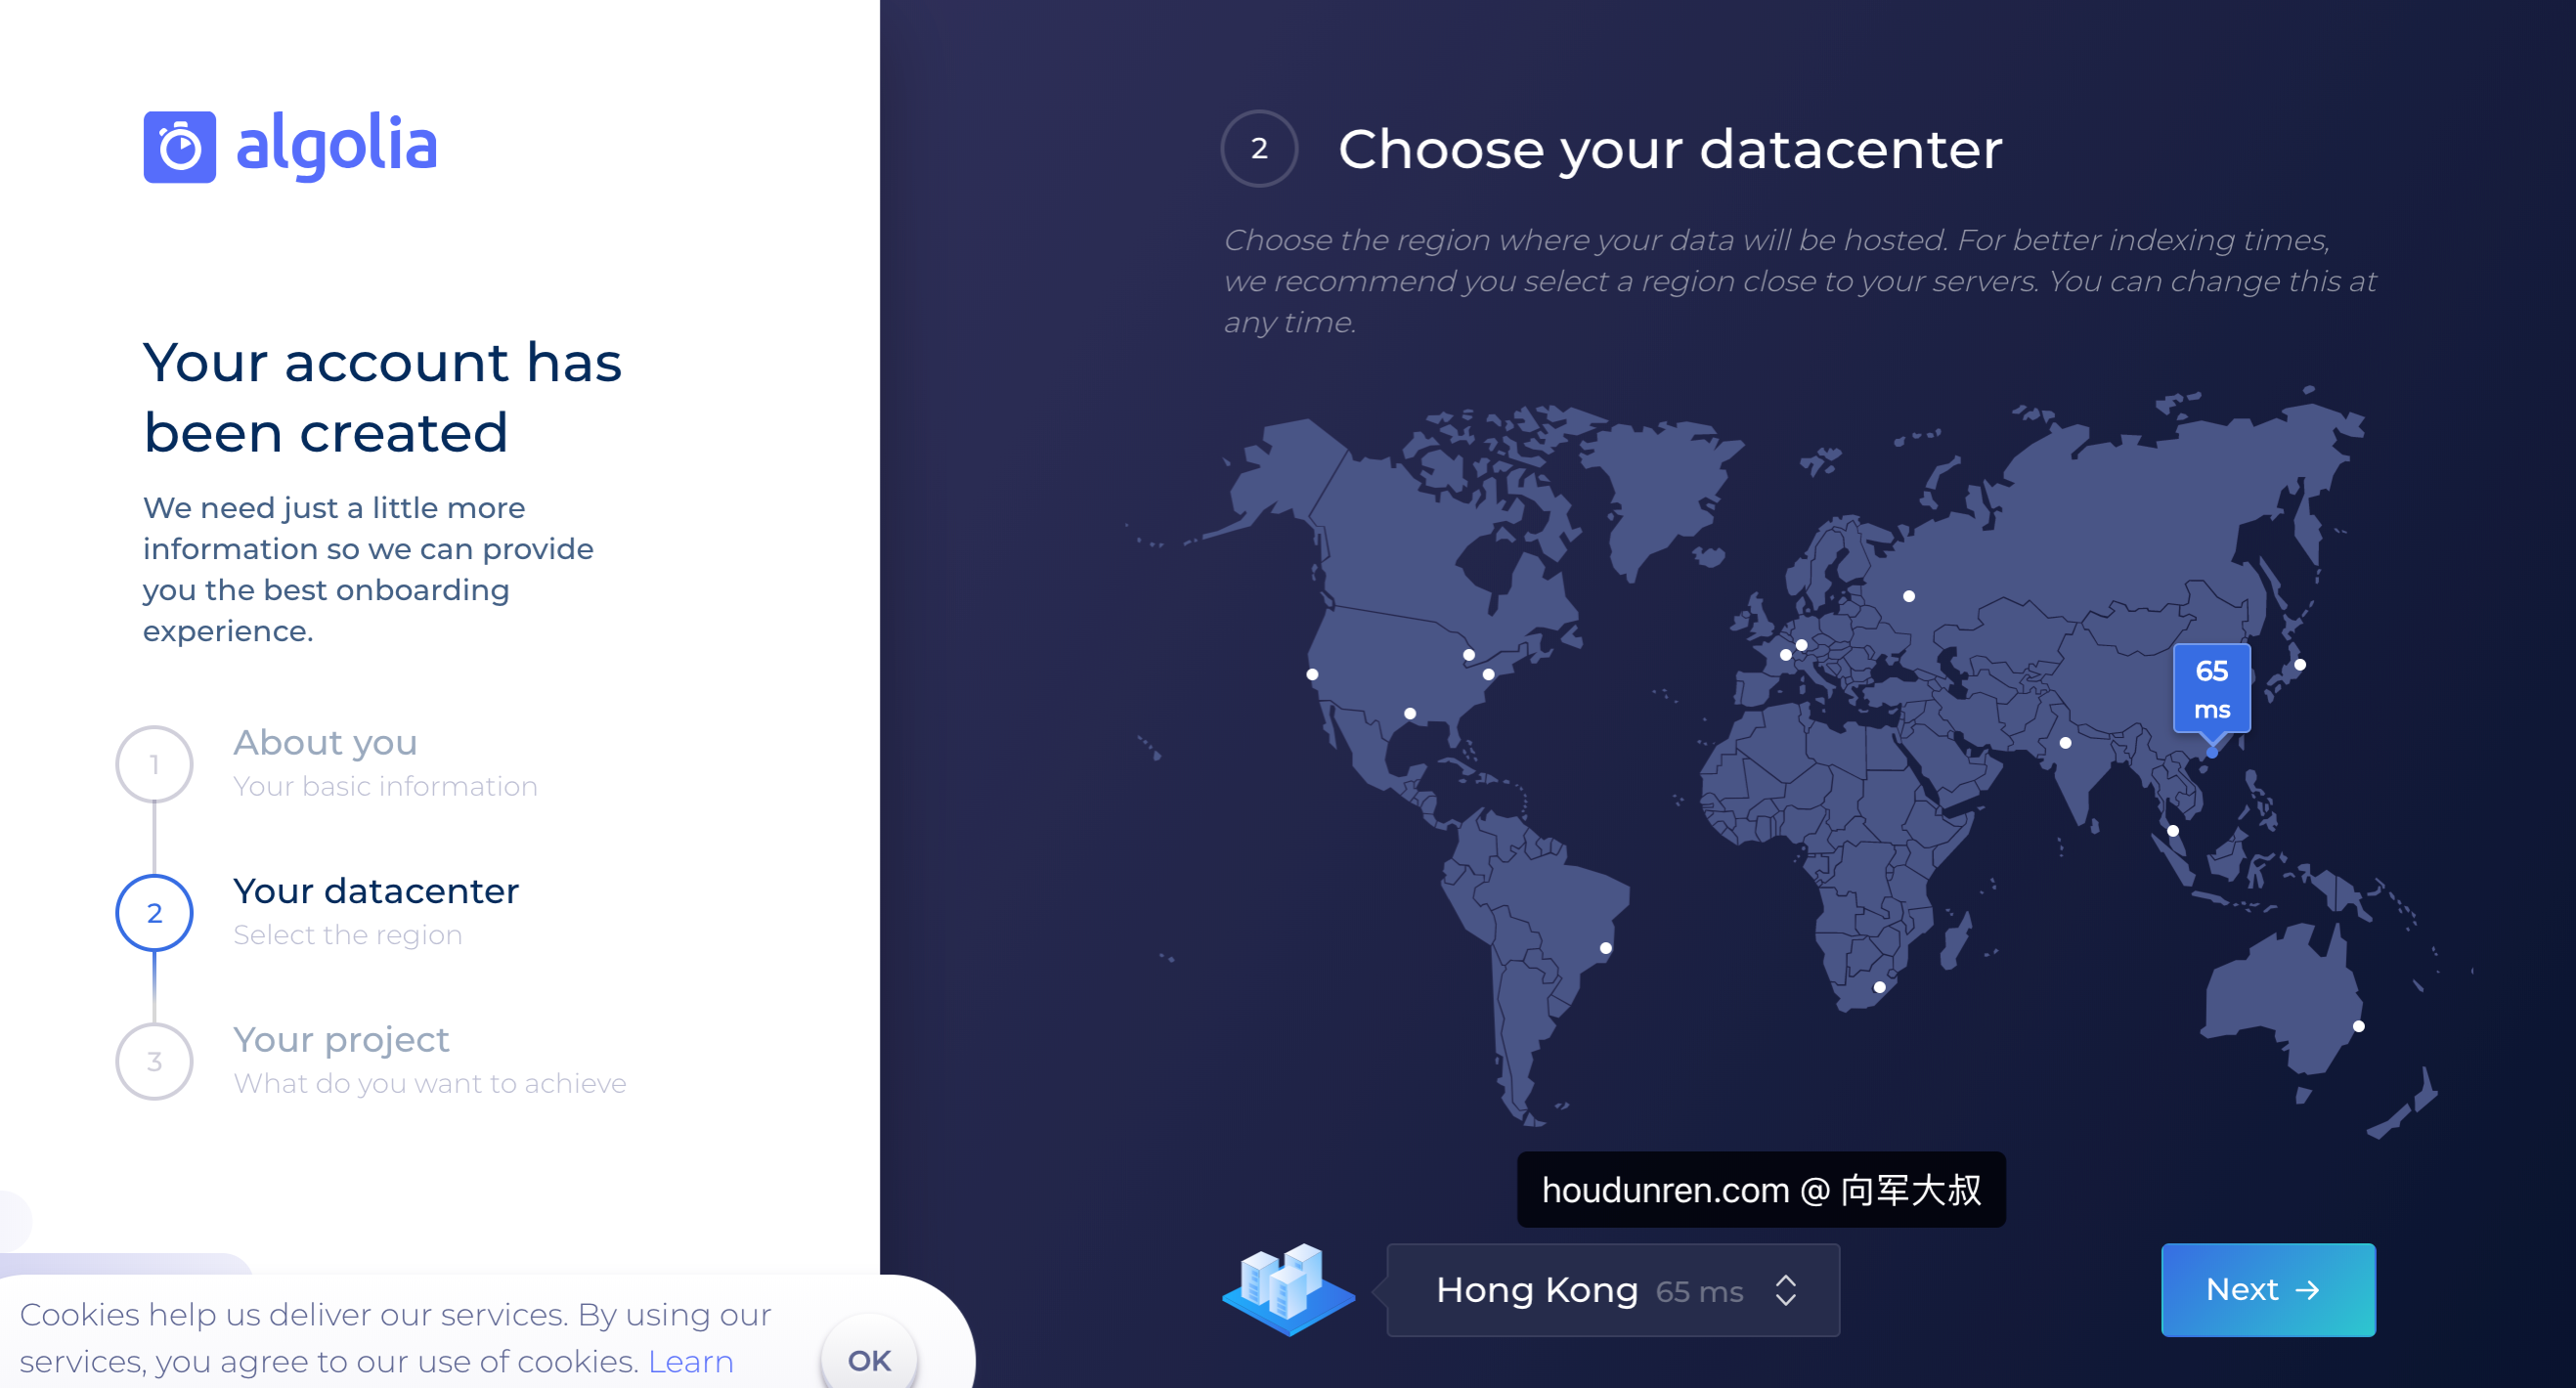 algolia
Your account has
been created
We need just a little more
information so we can provide
you the best onboarding
experience.
1
About you
Your basic information
2
Your datacenter
Select the region
3
Your project
What do you want to achieve
Cookies help us deliver our services. By using our
services, you agree to our use of cookies. Learn
OK
2
Choose your datacenter
Choose the region where your data will be hosted. For better indexing times,
we recommend you select a region close to your servers. You can change this at
any time.
65
ms
houdunren.com @ 向军大叔
Hong Kong 65 ms
Next →